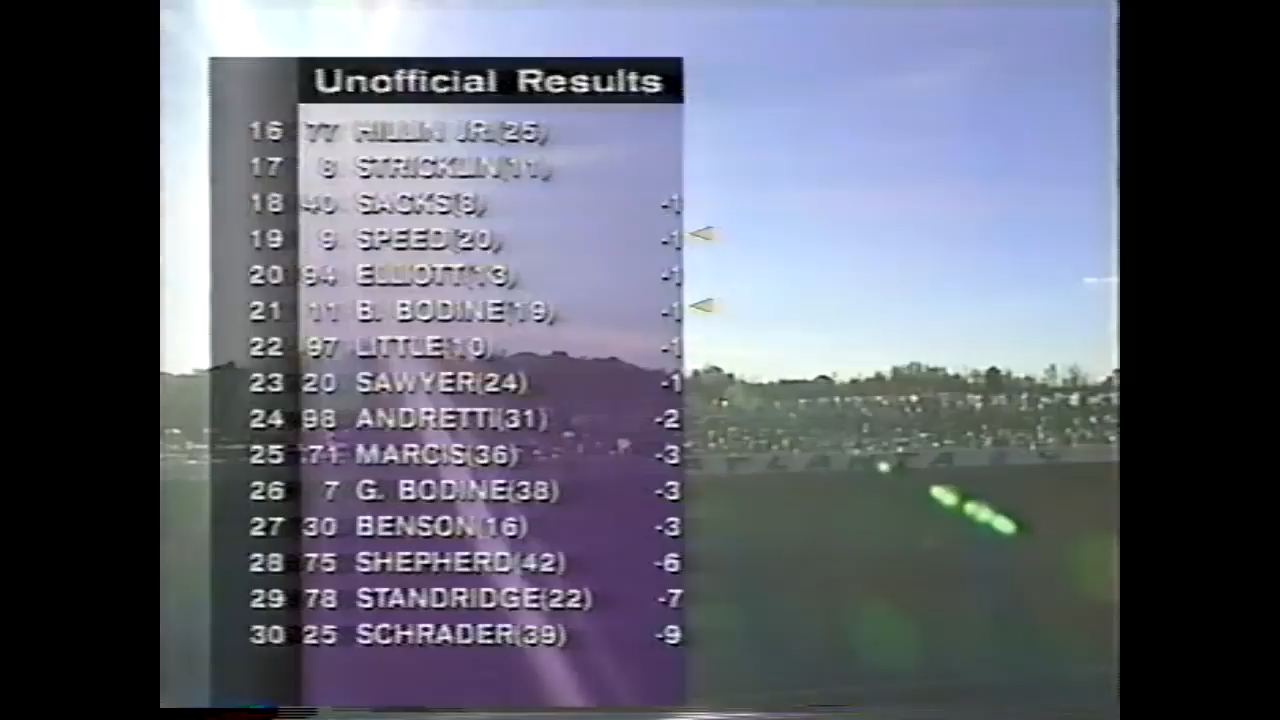 Unofficial Results
16 77 HILLIN JR.(25)
17 8 STRICKLIN(11)
18 40 SACKS(8) -1
19 9 SPEED(20) -1
20 94 ELLIOTT(13) -1
21 11 B. BODINE(19) -1
22 97 LITTLE(10) -1
23 20 SAWYER(24) -1
24 98 ANDRETTI(31) -2
25 71 MARCIS(36) -3
26 7 G. BODINE(38) -3
27 30 BENSON(16) -3
28 75 SHEPHERD(42) -6
29 78 STANDRIDGE(22) -7
30 25 SCHRADER(39) -9